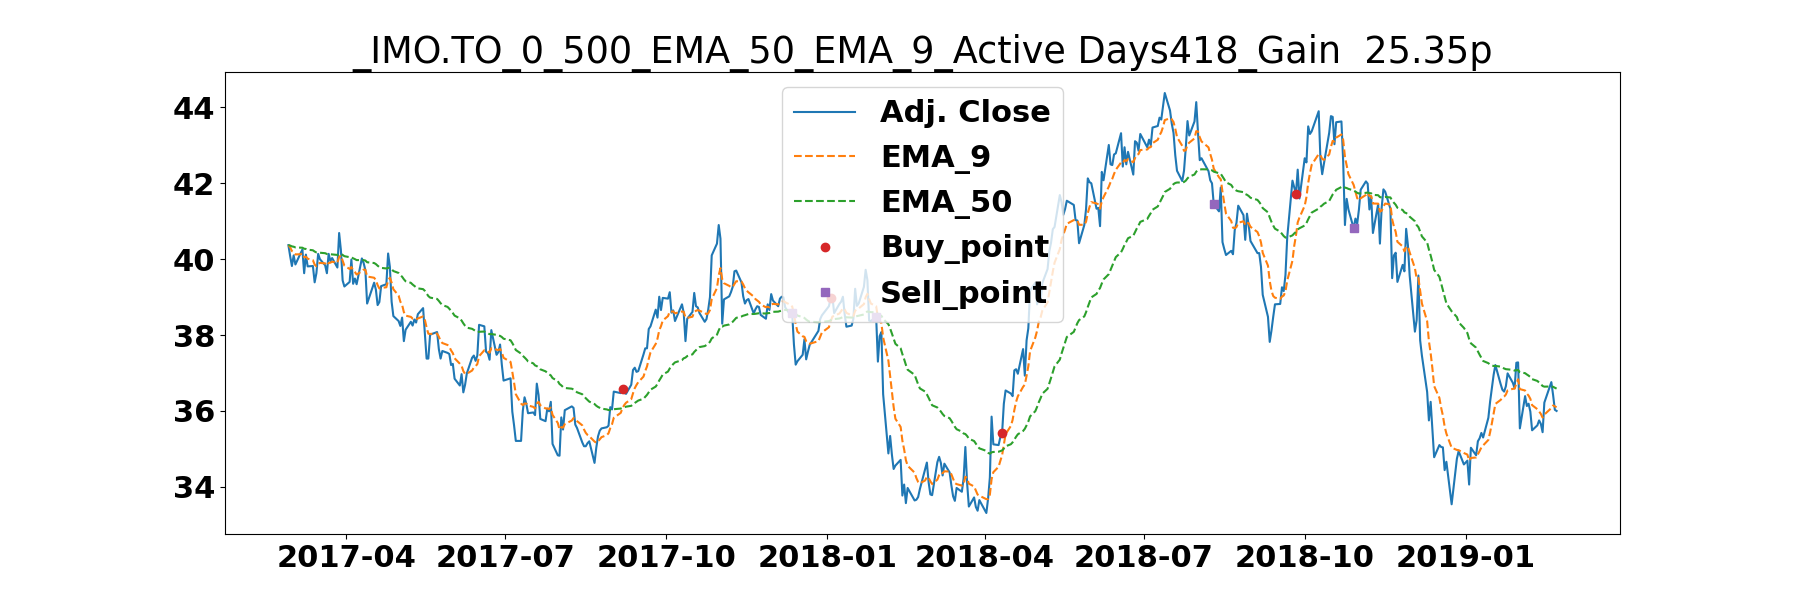 _IMO.TO_0_500_EMA_50_EMA_9_Active Days418_Gain  25.35p
44
42
40
38
36
34
Adj. Close
EMA_9
EMA_50
Buy_point
Sell_point
2017-04 2017-07 2017-10 2018-01 2018-04 2018-07 2018-10 2019-01